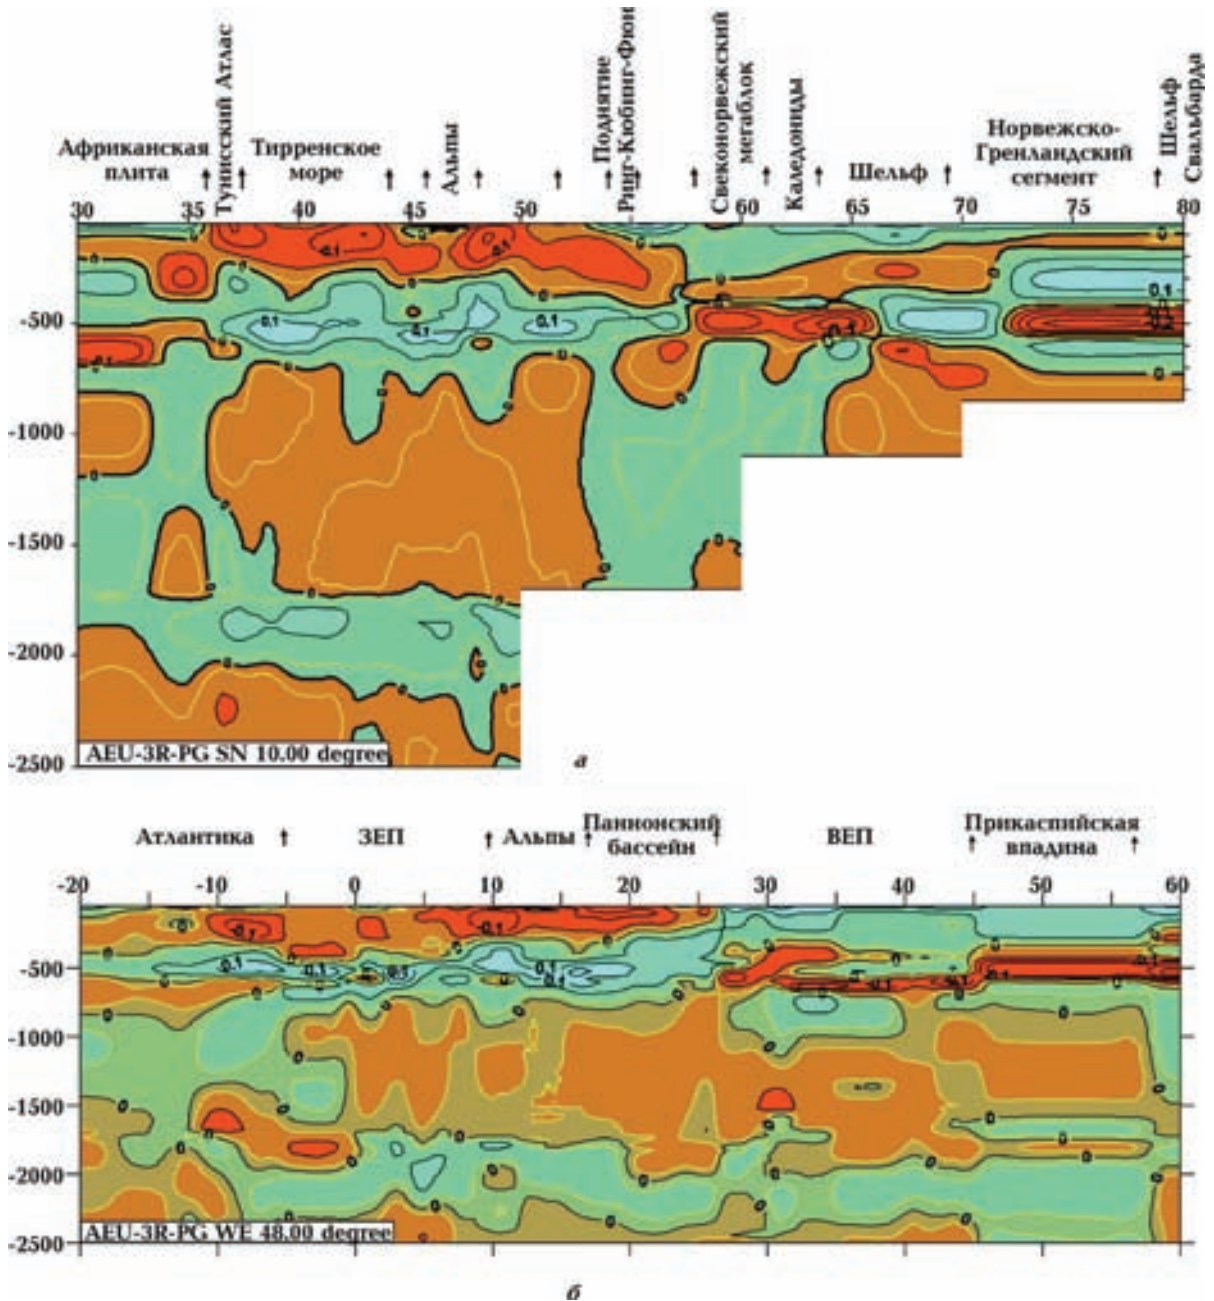 Африканская
плита
Тунисский Атлас
Тирренское
море
Альпы
Поднятие
Ринг-Кюбинг-Фюн
Свеконорвежский
мегаблок
Каледониды
Шельф
Норвежско-
Гренландский
сегмент
Шельф
Свальбарда
30 35 40 45 50 60 65 70 75 80
-500
-1000
-1500
-2000
-2500
AEU-3R-PG SN 10.00 degree
а
Атлантика ЗЕП Альпы Паннонский
бассейн ВЕП Прикаспийская
впадина
-20 -10 0 10 20 30 40 50 60
-500
-1000
-1500
-2000
-2500
AEU-3R-PG WE 48.00 degree
б